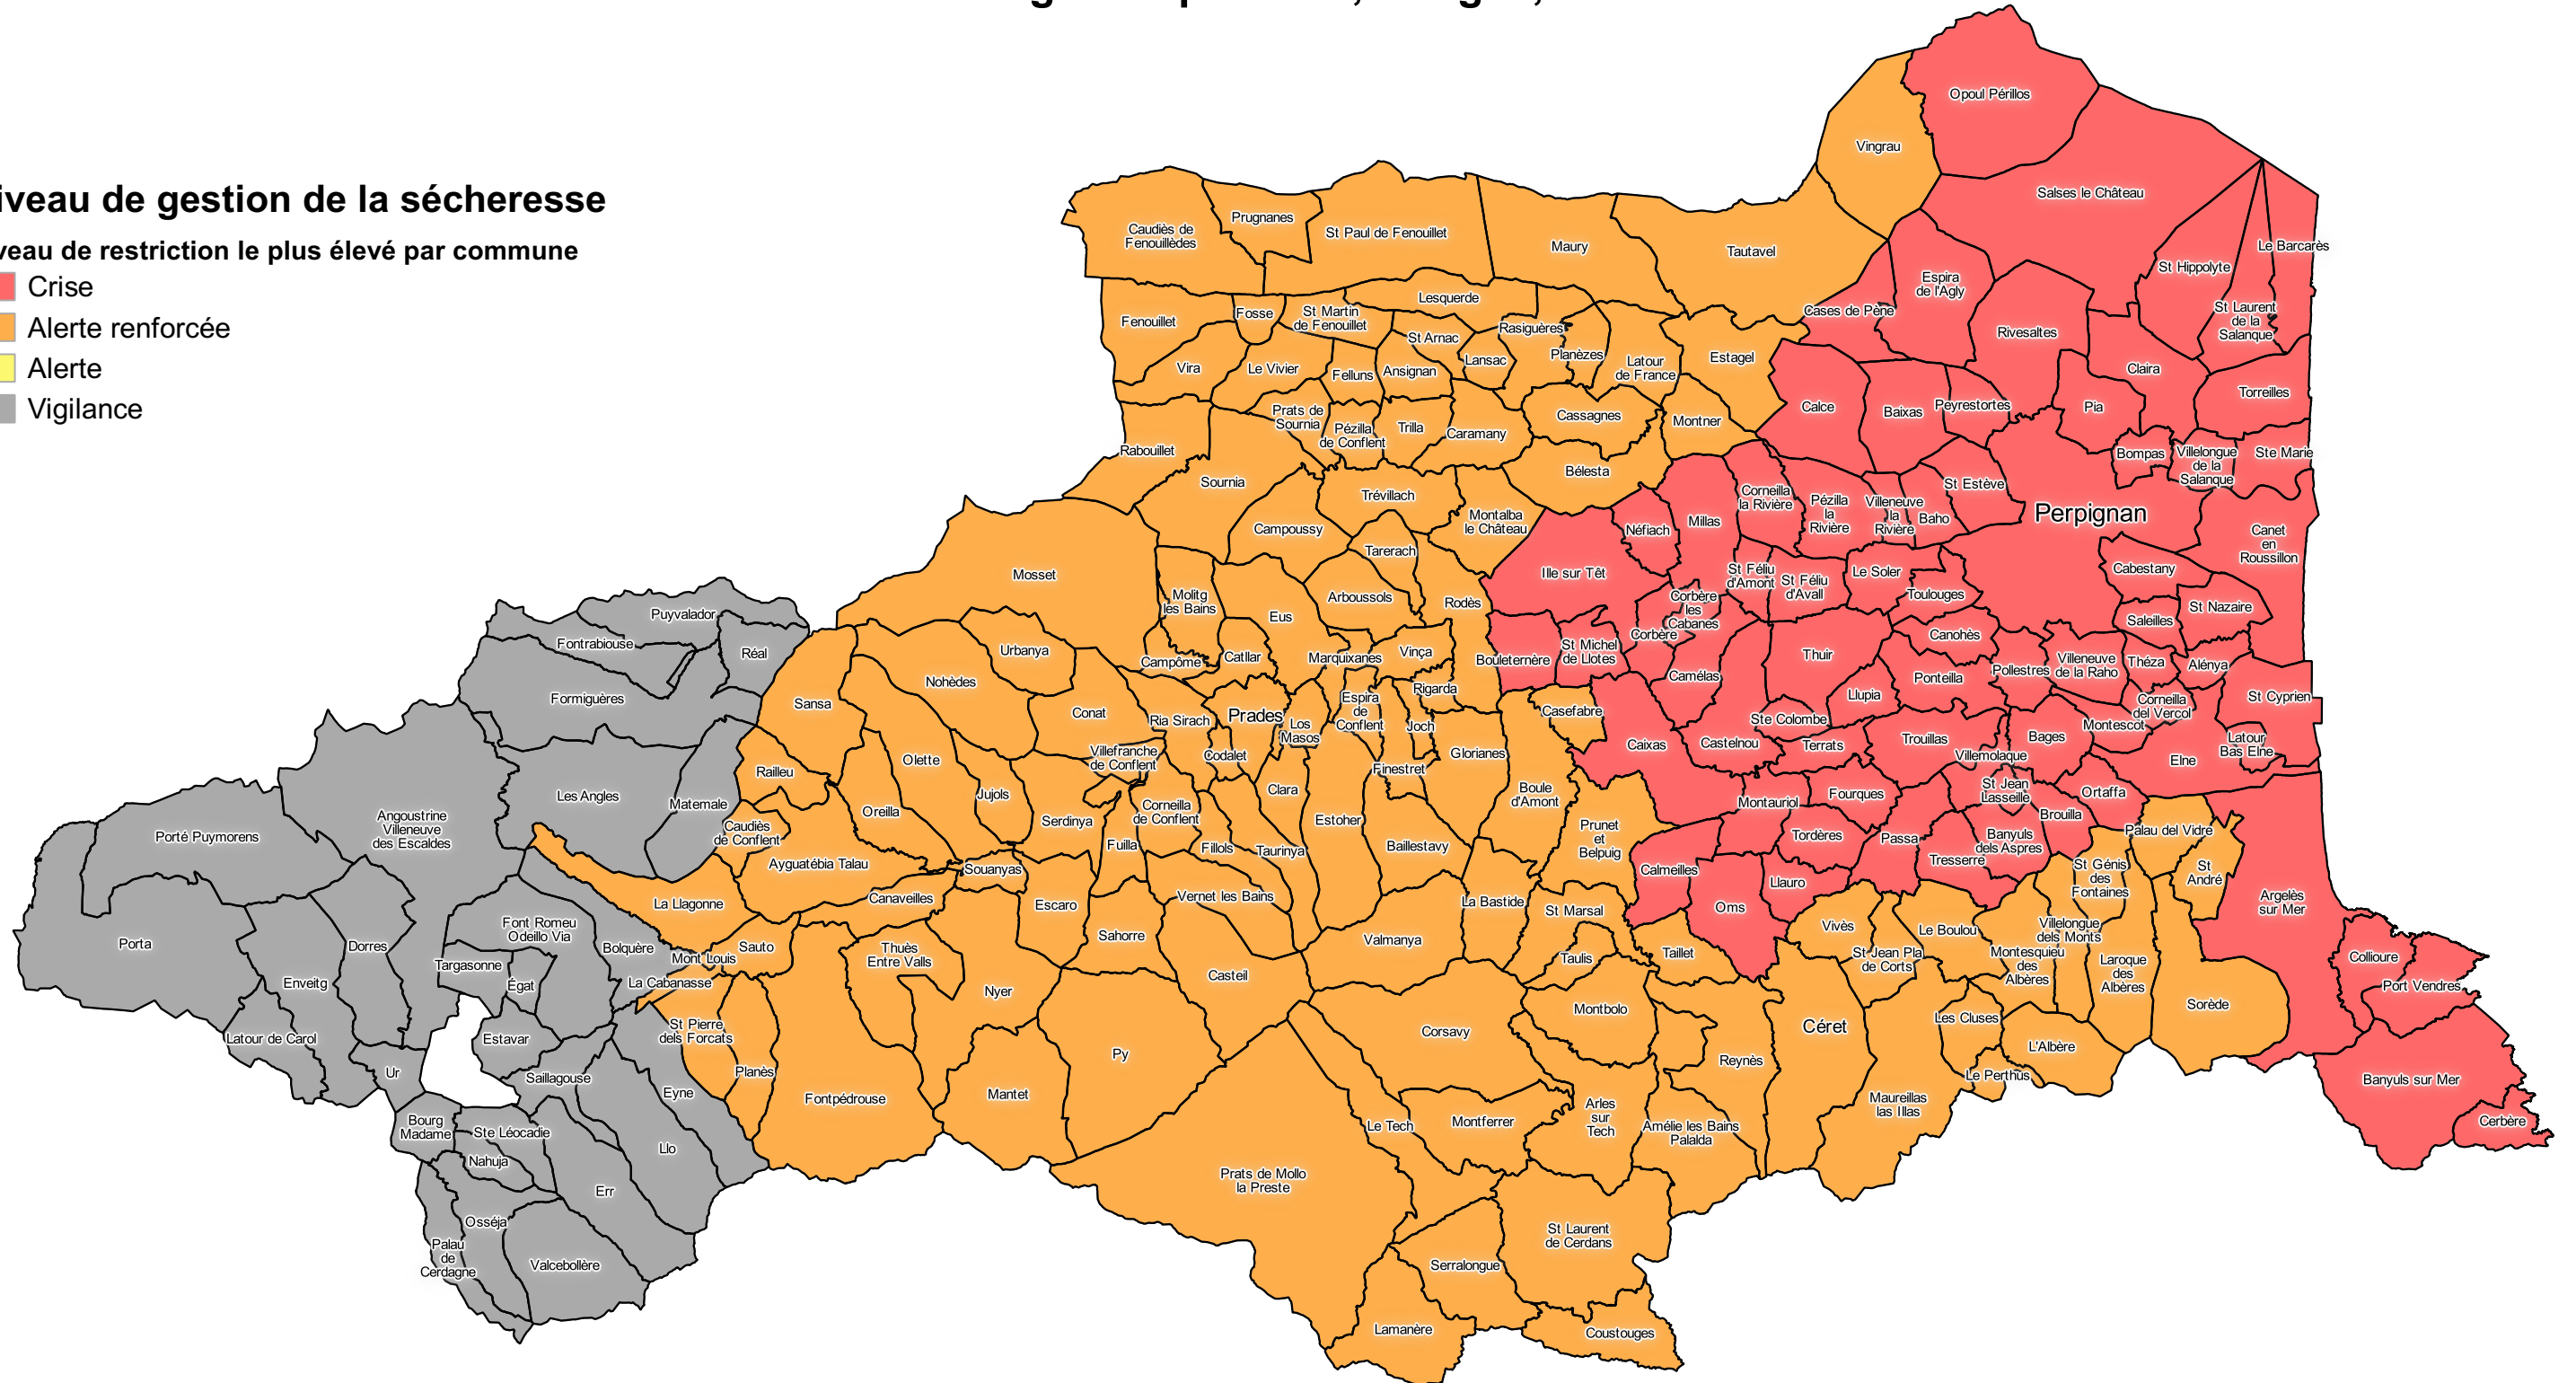 iveau de gestion de la sécheresse
veau de restriction le plus élevé par commune
Crise
Alerte renforcée
Alerte
Vigilance
Opoul Périllos
Vingrau
Salses le Château
Caudiès de
Fenouillèdes
Prugnanes
St Paul de Fenouillet
Maury
Tautavel
Le Barcarès
St Hippolyte
Espira
de l'Agly
Cases de Pène
St Laurent
de la
Salanque
Rivesaltes
Fenouillet
Fosse
St Martin
de Fenouillet
Lesquerde
St Arnac
Rasiguères
Lansac
Planèzes
Latour
de France
Estagel
Claira
Torreilles
Vira
Le Vivier
Felluns
Ansignan
Prats de
Sournia
Pézilla
de Conflent
Trilla
Caramany
Cassagnes
Montner
Calce
Baixas
Peyrestortes
Pia
Rabouillet
Sournia
Bélesta
Bompas
Villelongue
de la
Salanque
Ste Marie
Trévillach
Campoussy
Montalba
le Château
Corneilla
la Rivière
Pézilla
la
Rivière
Villeneuve
la
Rivière
Baho
St Estève
Perpignan
Canet
en
Roussillon
Néfiach
Millas
Tarerach
Mosset
Molitg
les Bains
Eus
Arboussols
Rodès
Ille sur Têt
St Féliu
d'Amont
St Féliu
d'Avall
Le Soler
Toulouges
Cabestany
St Nazaire
Saleilles
Corbère
les
Cabanes
Corbère
Canohès
Puyvalador
Fontrabiouse
Réal
Urbanya
Campôme
Catllar
Marquixanes
Vinça
Bouleternère
St Michel
de Llotes
Camélas
Thuir
Llupia
Ponteilla
Pollestres
Villeneuve
de la Raho
Théza
Alénya
St Cyprien
Corneilla
del Vercol
Montescot
Formiguères
Sansa
Nohèdes
Conat
Ria Sirach
Prades
Los
Masos
Espira
de
Conflent
Rigarda
Joch
Casefabre
Caixas
Ste Colombe
Castelnou
Terrats
Trouillas
Villemolaque
Bages
Elne
Latour
Bas Elne
Villefranche
de Conflent
Codalet
Finestret
Glorianes
Railleu
Olette
Jujols
Clara
Boule
d'Amont
Les Angles
Matemale
Oreilla
Serdinya
Corneilla
de Conflent
Estoher
Montauriol
Fourques
St Jean
Lasseille
Ortaffa
Brouilla
Palau del Vidre
Porté Puymorens
Angoustrine
Villeneuve
des Escaldes
Caudiès
de Conflent
Ayguatébia Talau
Fuilla
Fillols
Taurinya
Baillestavy
Prunet
et
Belpuig
Tordères
Passa
Tresserre
Banyuls
dels Aspres
Souanyas
Canaveilles
Vernet les Bains
Calmeilles
Llauro
St Génis
des
Fontaines
St
André
Argelès
sur Mer
La Llagonne
Escaro
La Bastide
St Marsal
Oms
Font Romeu
Odeillo Via
Bolquère
Mont Louis
Sauto
Thuès
Entre Valls
Sahorre
Valmanya
Taulis
Taillet
Vivès
Le Boulou
Villelongue
dels Monts
Montesquieu
des
Albères
Laroque
des
Albères
St Jean Pla
de Corts
Collioure
Port Vendres
Porta
Dorres
Enveitg
Targasonne
Égat
La Cabanasse
Nyer
Casteil
Sorède
Montbolo
Corsavy
Céret
Les Cluses
L'Albère
Latour de Carol
Estavar
St Pierre
dels Forcats
Planès
Py
Reynès
Ur
Saillagouse
Eyne
Fontpédrouse
Mantet
Le Perthus
Maureillas
las Illas
Banyuls sur Mer
Cerbère
Bourg
Madame
Ste Léocadie
Nahuja
Llo
Le Tech
Montferrer
Arles
sur
Tech
Amélie les Bains
Palalda
Err
Prats de Mollo
la Preste
Osséja
Palau
de
Cerdagne
Valcebollère
Serralongue
St Laurent
de Cerdans
Lamanère
Coustouges